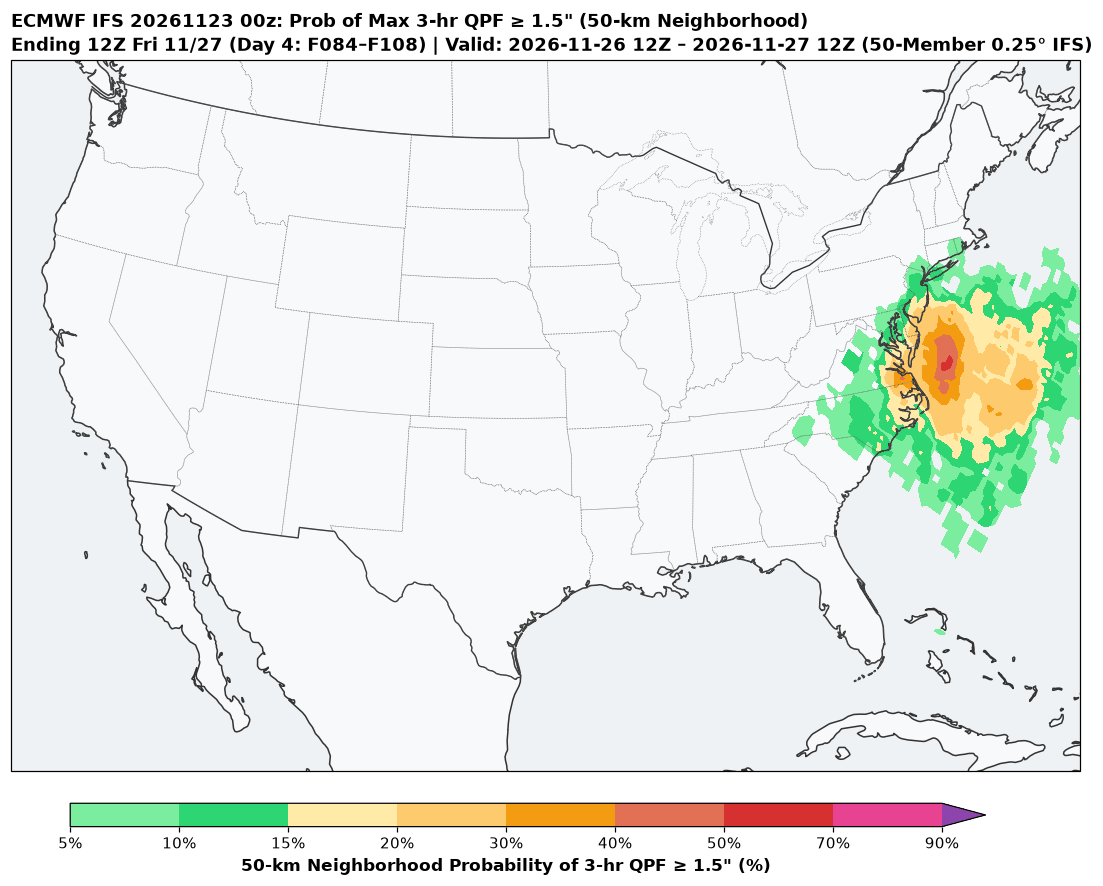 ECMWF IFS 20261123 00z: Prob of Max 3-hr QPF ≥ 1.5" (50-km Neighborhood)
Ending 12Z Fri 11/27 (Day 4: F084–F108) | Valid: 2026-11-26 12Z – 2026-11-27 12Z (50-Member 0.25° IFS)
5% 10% 15% 20% 30% 40% 50% 70% 90%
50-km Neighborhood Probability of 3-hr QPF ≥ 1.5" (%)